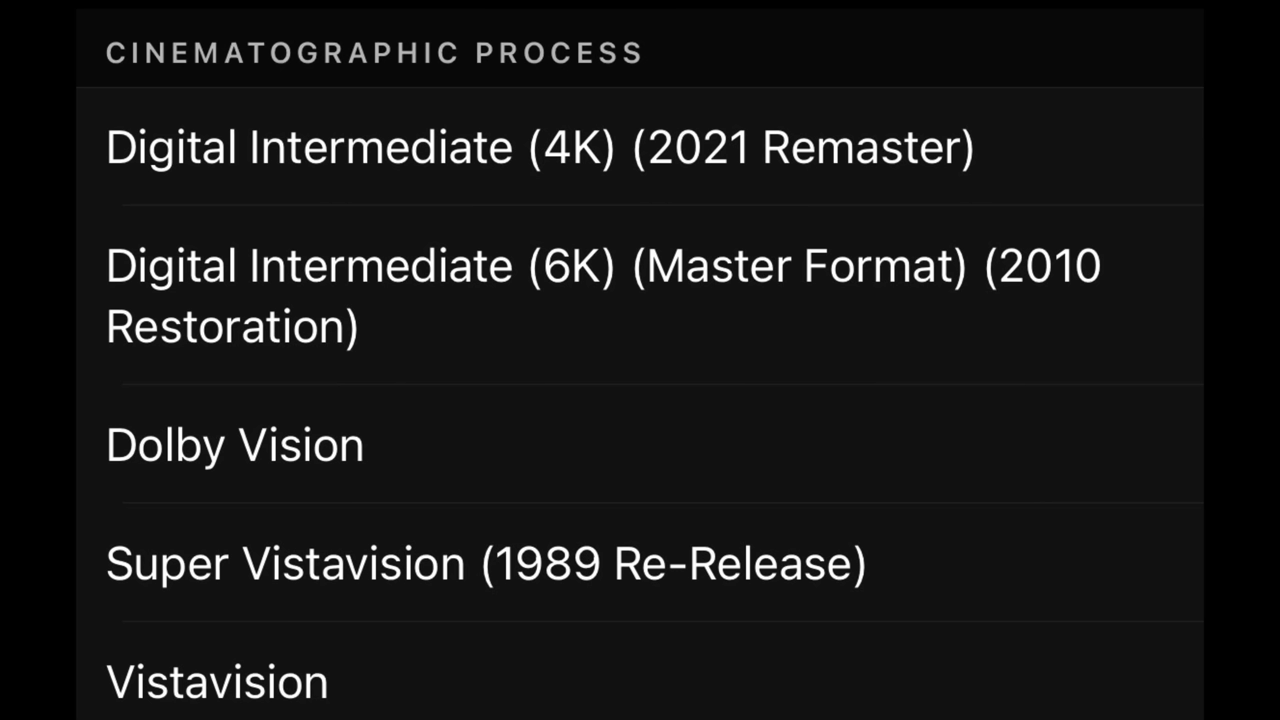 CINEMATOGRAPHIC PROCESS
Digital Intermediate (4K) (2021 Remaster)
Digital Intermediate (6K) (Master Format) (2010
Restoration)
Dolby Vision
Super Vistavision (1989 Re-Release)
Vistavision